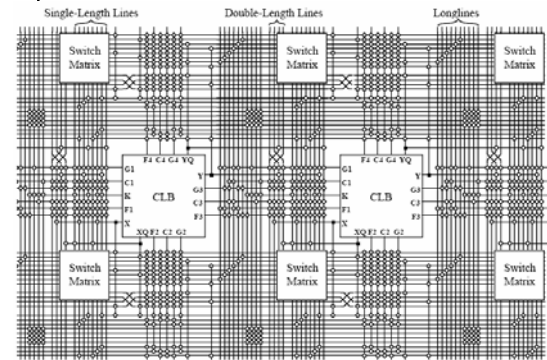 Single-Length Lines Double-Length Lines Longlines
Switch Matrix Switch Matrix Switch Matrix
F4 C4 G4 YQ F4 C4 G4 YQ
G1 Y G1 Y
C1 G3 C1 G3
K CLB C3 K CLB C3
F1 F3 F1 F3
X X
XQ F2 C2 G2 XQ F2 C2 G2
Switch Matrix Switch Matrix Switch Matrix